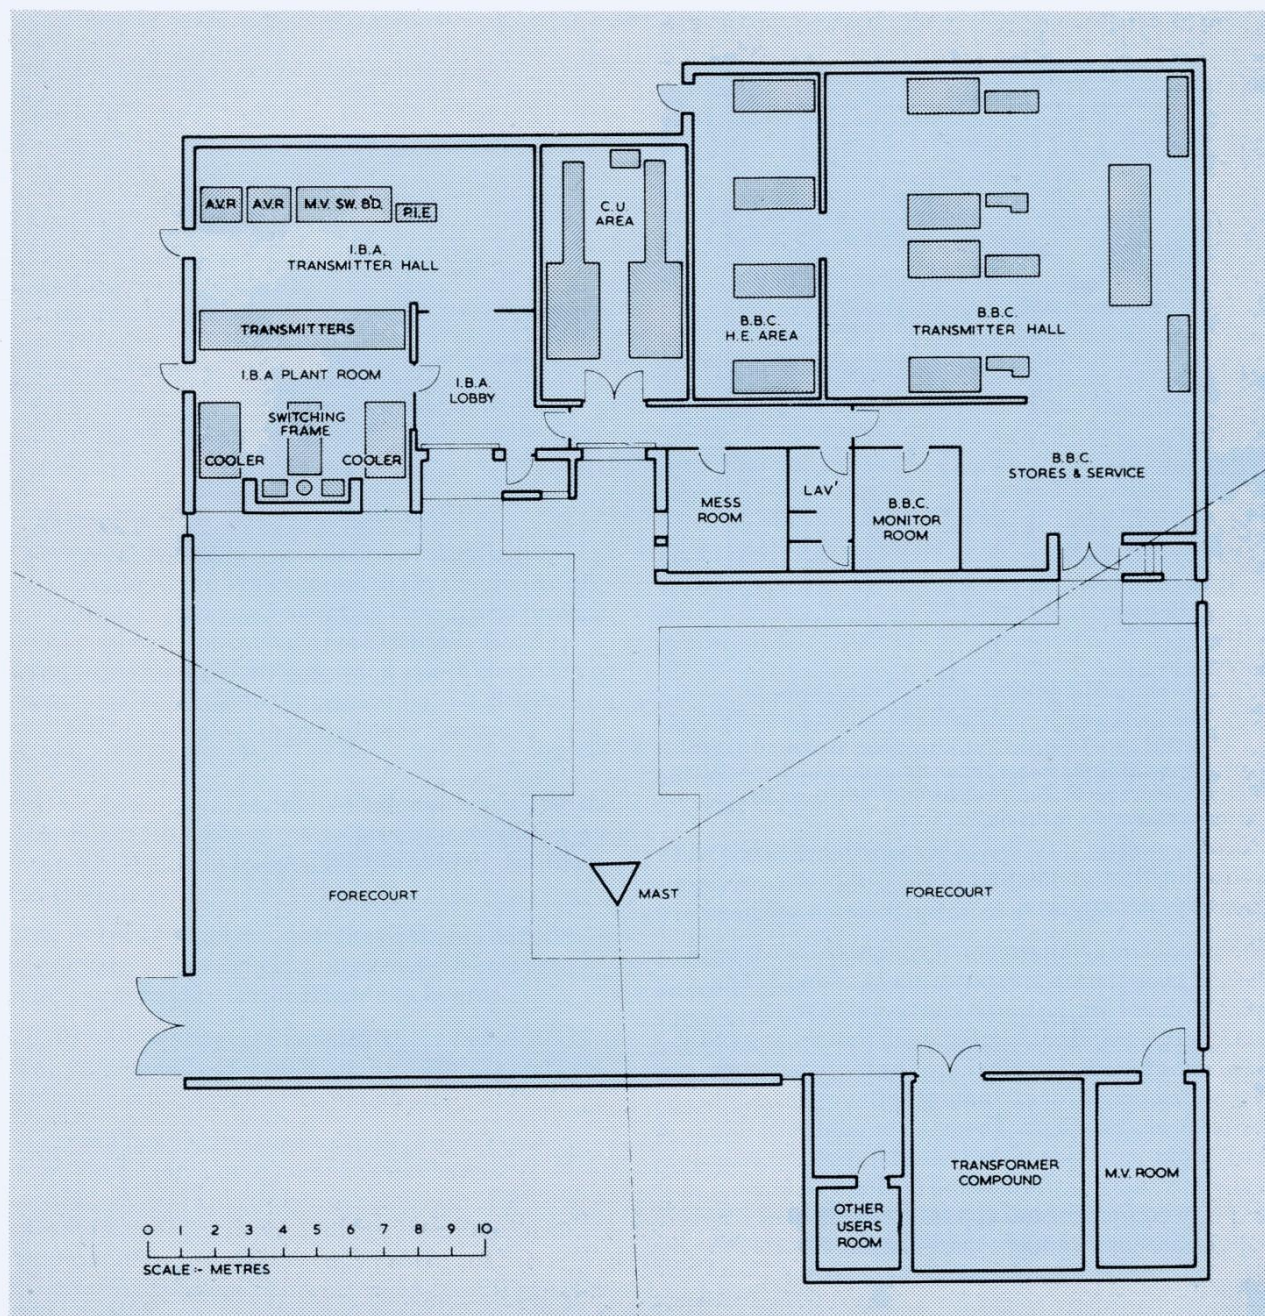 A.V.R
A.V.R
M.V. SW. B'D.
P.I.E
C.U
AREA
I.B.A.
TRANSMITTER HALL
TRANSMITTERS
B.B.C.
H.E. AREA
B.B.C.
TRANSMITTER HALL
I.B.A PLANT ROOM
I.B.A.
LOBBY
SWITCHING
FRAME
COOLER
COOLER
MESS
ROOM
LAV'
B.B.C.
MONITOR
ROOM
B.B.C.
STORES & SERVICE
FORECOURT
MAST
FORECOURT
TRANSFORMER
COMPOUND
M.V. ROOM
OTHER
USERS
ROOM
0 1 2 3 4 5 6 7 8 9 10
SCALE :- METRES